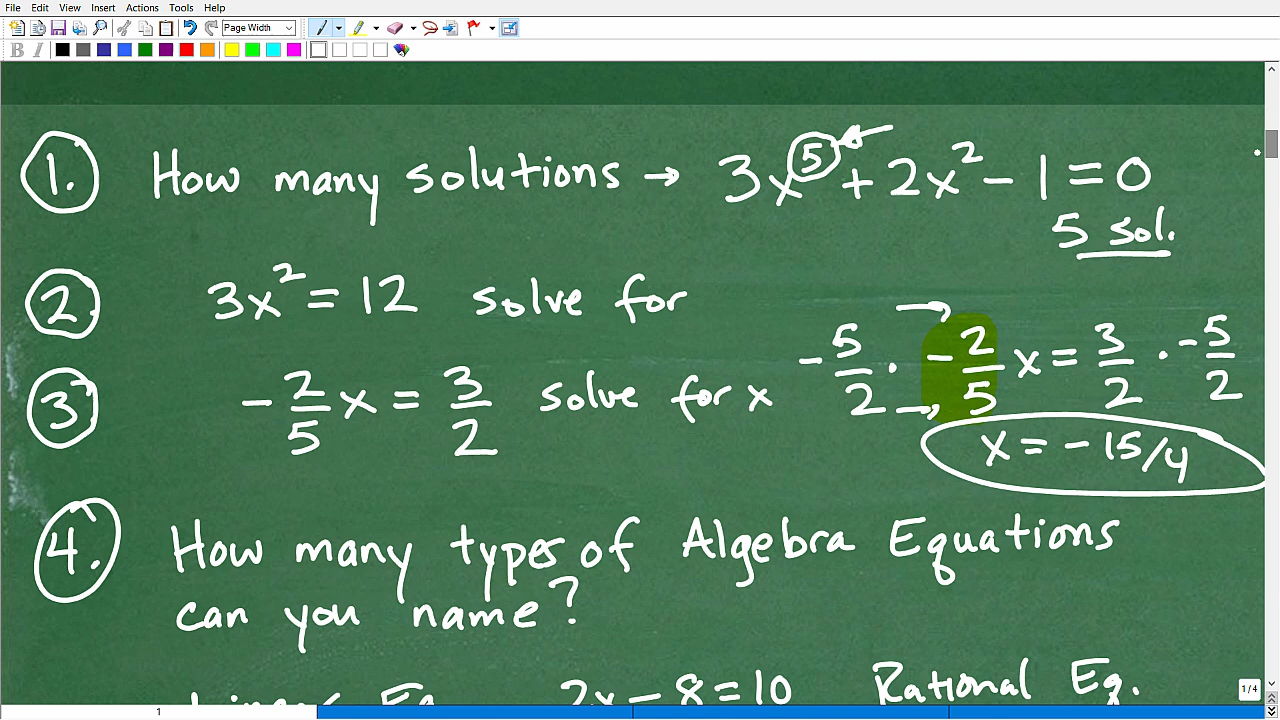 File Edit View Insert Actions Tools Help
Page Width
B I
1. How many solutions → 3x⁵ + 2x² - 1 = 0
5 sol.
2. 3x² = 12 solve for
3. -2/5 x = 3/2 solve for x
-5/2 · -2/5 x = 3/2 · -5/2
x = -15/4
4. How many types of Algebra Equations
can you name?
2x - 8 = 10 Rational Eq.
1/4
1